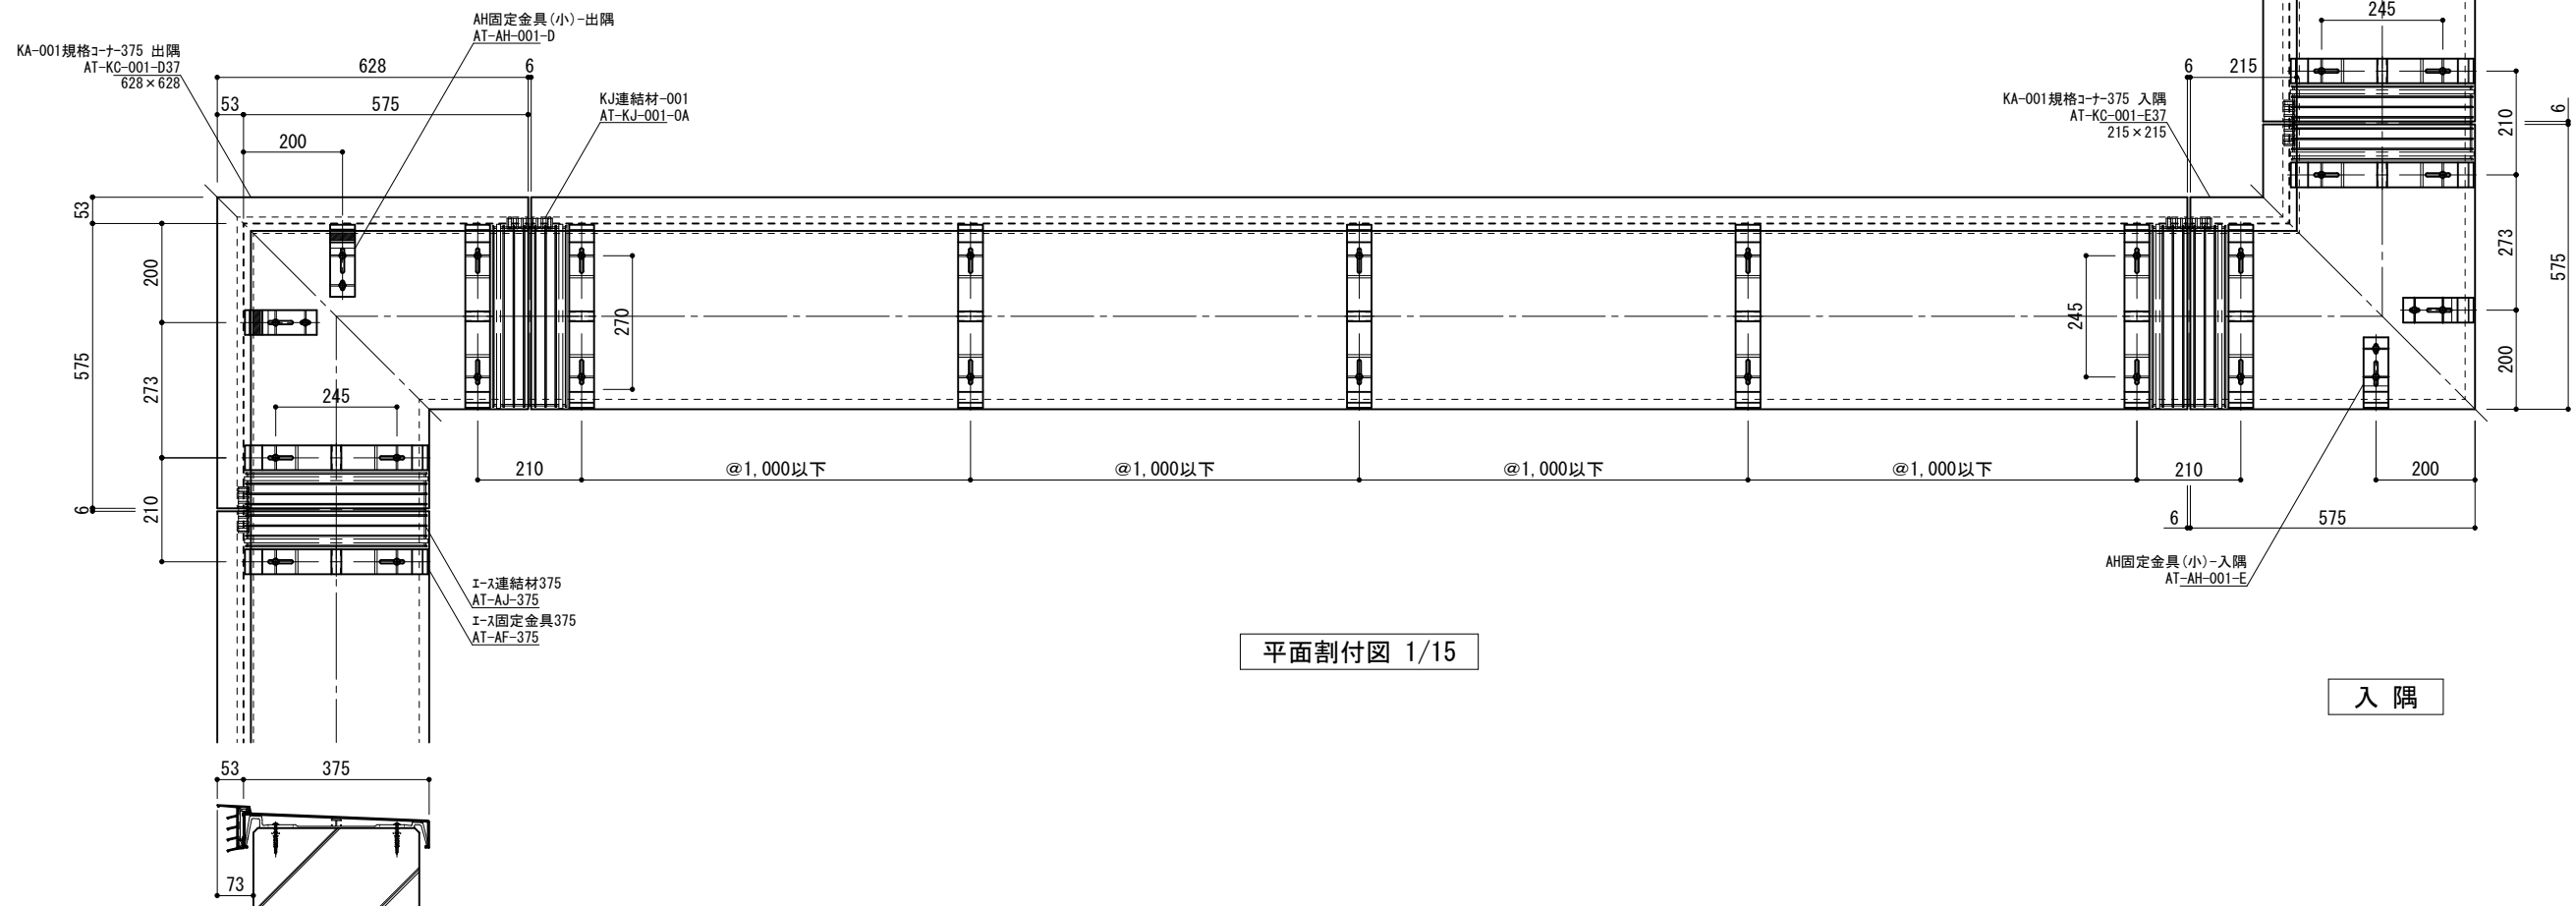 AH固定金具(小)-出隅
AT-AH-001-D
KA-001規格ｺｰﾅｰ375 出隅
AT-KC-001-D37
628×628
628
6
53
575
200
KJ連結材-001
AT-KJ-001-0A
245
6
215
KA-001規格ｺｰﾅｰ375 入隅
AT-KC-001-E37
215×215
210
6
273
575
200
53
200
575
273
245
210
6
270
245
210
@1,000以下
@1,000以下
@1,000以下
@1,000以下
210
200
6
575
ｴｰｽ連結材375
AT-AJ-375
ｴｰｽ固定金具375
AT-AF-375
AH固定金具(小)-入隅
AT-AH-001-E
平面割付図 1/15
入 隅
53
375
73